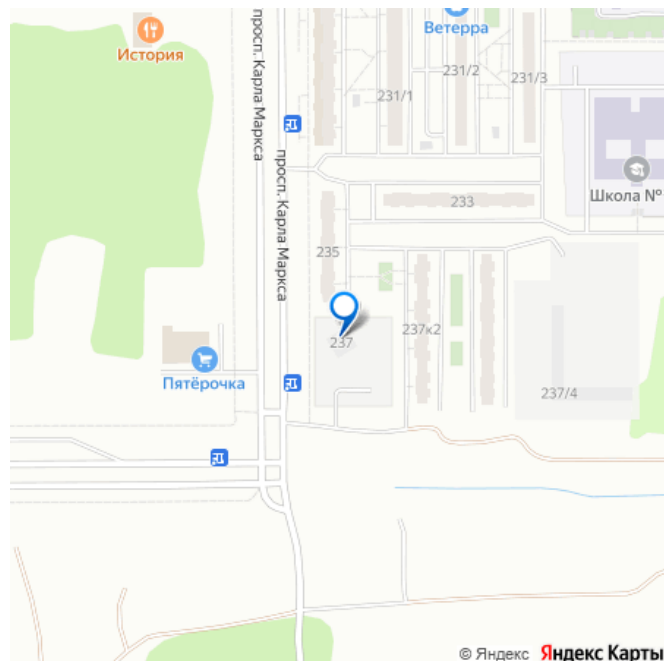 История
просп. Карла Маркса
просп. Карла Маркса
Ветерра
231/1
231/2
231/3
Школа №
233
235
237
237к2
237/4
Пятёрочка
© Яндекс Яндекс Карты